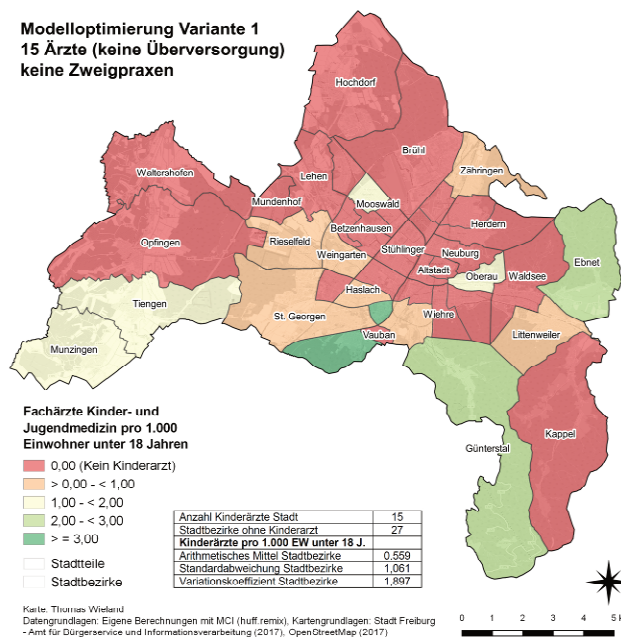 Modelloptimierung Variante 1
15 Ärzte (keine Überversorgung)
keine Zweigpraxen
Hochdorf
Brühl
Zähringen
Waltershofen
Lehen
Mundenhof
Mooswald
Herdern
Opfingen
Rieselfeld
Betzenhausen
Stühlinger
Neuburg
Weingarten
Altstadt
Oberau
Waldsee
Ebnet
Haslach
Tiengen
St. Georgen
Wiehre
Vauban
Littenweiler
Munzingen
Kappel
Günterstal
Fachärzte Kinder- und
Jugendmedizin pro 1.000
Einwohner unter 18 Jahren
0,00 (Kein Kinderarzt)
> 0,00 - < 1,00
1,00 - < 2,00
2,00 - < 3,00
> = 3,00
Stadtteile
Stadtbezirke
Anzahl Kinderärzte Stadt 15
Stadtbezirke ohne Kinderarzt 27
Kinderärzte pro 1.000 EW unter 18 J.
Arithmetisches Mittel Stadtbezirke 0.559
Standardabweichung Stadtbezirke 1,061
Variationskoeffizient Stadtbezirke 1,897
Karte: Thomas Wieland
Datengrundlagen: Eigene Berechnungen mit MCI (huff.remix), Kartengrundlagen: Stadt Freiburg
- Amt für Bürgerservice und Informationsverarbeitung (2017), OpenStreetMap (2017)
0 1 2 3 4 5